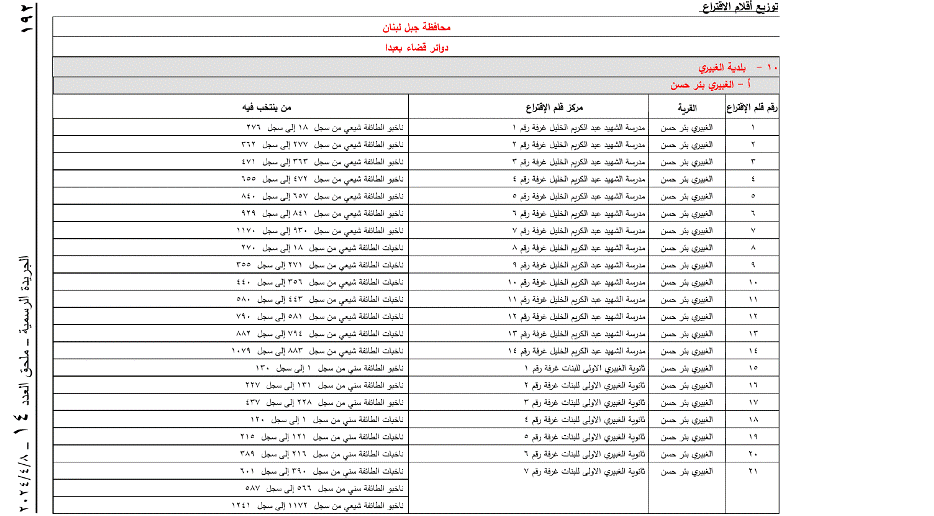 توزيع أقلام الاقتراع
محافظة جبل لبنان
دوائر قضاء بعبدا
١٠ - بلدية الغبيري
أ - الغبيري بئر حسن
رقم قلم الإقتراع القرية مركز قلم الإقتراع من ينتخب فيه
١ الغبيري بئر حسن مدرسة الشهيد عبد الكريم الخليل غرفة رقم ١ ناخبو الطائفة شيعي من سجل ١٨ إلى سجل ٢٧٦
٢ الغبيري بئر حسن مدرسة الشهيد عبد الكريم الخليل غرفة رقم ٢ ناخبو الطائفة شيعي من سجل ٢٧٧ إلى سجل ٣٦٢
٣ الغبيري بئر حسن مدرسة الشهيد عبد الكريم الخليل غرفة رقم ٣ ناخبو الطائفة شيعي من سجل ٣٦٣ إلى سجل ٤٧١
٤ الغبيري بئر حسن مدرسة الشهيد عبد الكريم الخليل غرفة رقم ٤ ناخبو الطائفة شيعي من سجل ٤٧٢ إلى سجل ٦٥٥
٥ الغبيري بئر حسن مدرسة الشهيد عبد الكريم الخليل غرفة رقم ٥ ناخبو الطائفة شيعي من سجل ٦٥٧ إلى سجل ٨٤٠
٦ الغبيري بئر حسن مدرسة الشهيد عبد الكريم الخليل غرفة رقم ٦ ناخبو الطائفة شيعي من سجل ٨٤١ إلى سجل ٩٢٩
٧ الغبيري بئر حسن مدرسة الشهيد عبد الكريم الخليل غرفة رقم ٧ ناخبو الطائفة شيعي من سجل ٩٣٠ إلى سجل ١١٧٠
٨ الغبيري بئر حسن مدرسة الشهيد عبد الكريم الخليل غرفة رقم ٨ ناخبات الطائفة شيعي من سجل ١٨ إلى سجل ٢٧٠
٩ الغبيري بئر حسن مدرسة الشهيد عبد الكريم الخليل غرفة رقم ٩ ناخبات الطائفة شيعي من سجل ٢٧١ إلى سجل ٣٥٥
١٠ الغبيري بئر حسن مدرسة الشهيد عبد الكريم الخليل غرفة رقم ١٠ ناخبات الطائفة شيعي من سجل ٣٥٦ إلى سجل ٤٤٠
١١ الغبيري بئر حسن مدرسة الشهيد عبد الكريم الخليل غرفة رقم ١١ ناخبات الطائفة شيعي من سجل ٤٤٣ إلى سجل ٥٨٠
١٢ الغبيري بئر حسن مدرسة الشهيد عبد الكريم الخليل غرفة رقم ١٢ ناخبات الطائفة شيعي من سجل ٥٨١ إلى سجل ٧٩٠
١٣ الغبيري بئر حسن مدرسة الشهيد عبد الكريم الخليل غرفة رقم ١٣ ناخبات الطائفة شيعي من سجل ٧٩٤ إلى سجل ٨٨٢
١٤ الغبيري بئر حسن مدرسة الشهيد عبد الكريم الخليل غرفة رقم ١٤ ناخبات الطائفة شيعي من سجل ٨٨٣ إلى سجل ١٠٧٩
١٥ الغبيري بئر حسن ثانوية الغبيري الاولى للبنات غرفة رقم ١ ناخبو الطائفة سني من سجل ١ إلى سجل ١٣٠
١٦ الغبيري بئر حسن ثانوية الغبيري الاولى للبنات غرفة رقم ٢ ناخبو الطائفة سني من سجل ١٣١ إلى سجل ٢٢٧
١٧ الغبيري بئر حسن ثانوية الغبيري الاولى للبنات غرفة رقم ٣ ناخبو الطائفة سني من سجل ٢٢٨ إلى سجل ٤٣٧
١٨ الغبيري بئر حسن ثانوية الغبيري الاولى للبنات غرفة رقم ٤ ناخبات الطائفة سني من سجل ١ إلى سجل ١٢٠
١٩ الغبيري بئر حسن ثانوية الغبيري الاولى للبنات غرفة رقم ٥ ناخبات الطائفة سني من سجل ١٢١ إلى سجل ٢١٥
٢٠ الغبيري بئر حسن ثانوية الغبيري الاولى للبنات غرفة رقم ٦ ناخبات الطائفة سني من سجل ٢١٦ إلى سجل ٣٨٩
٢١ الغبيري بئر حسن ثانوية الغبيري الاولى للبنات غرفة رقم ٧ ناخبات الطائفة سني من سجل ٣٩٠ إلى سجل ٦٠١
ناخبو الطائفة سني من سجل ٥٦٦ إلى سجل ٥٨٧
ناخبو الطائفة سني من سجل ١١٧٢ إلى سجل ١٢٤١
١٩٢
الجريدة الرسمية – ملحق العدد ١٤ – ٢٠٢٤/٤/٨